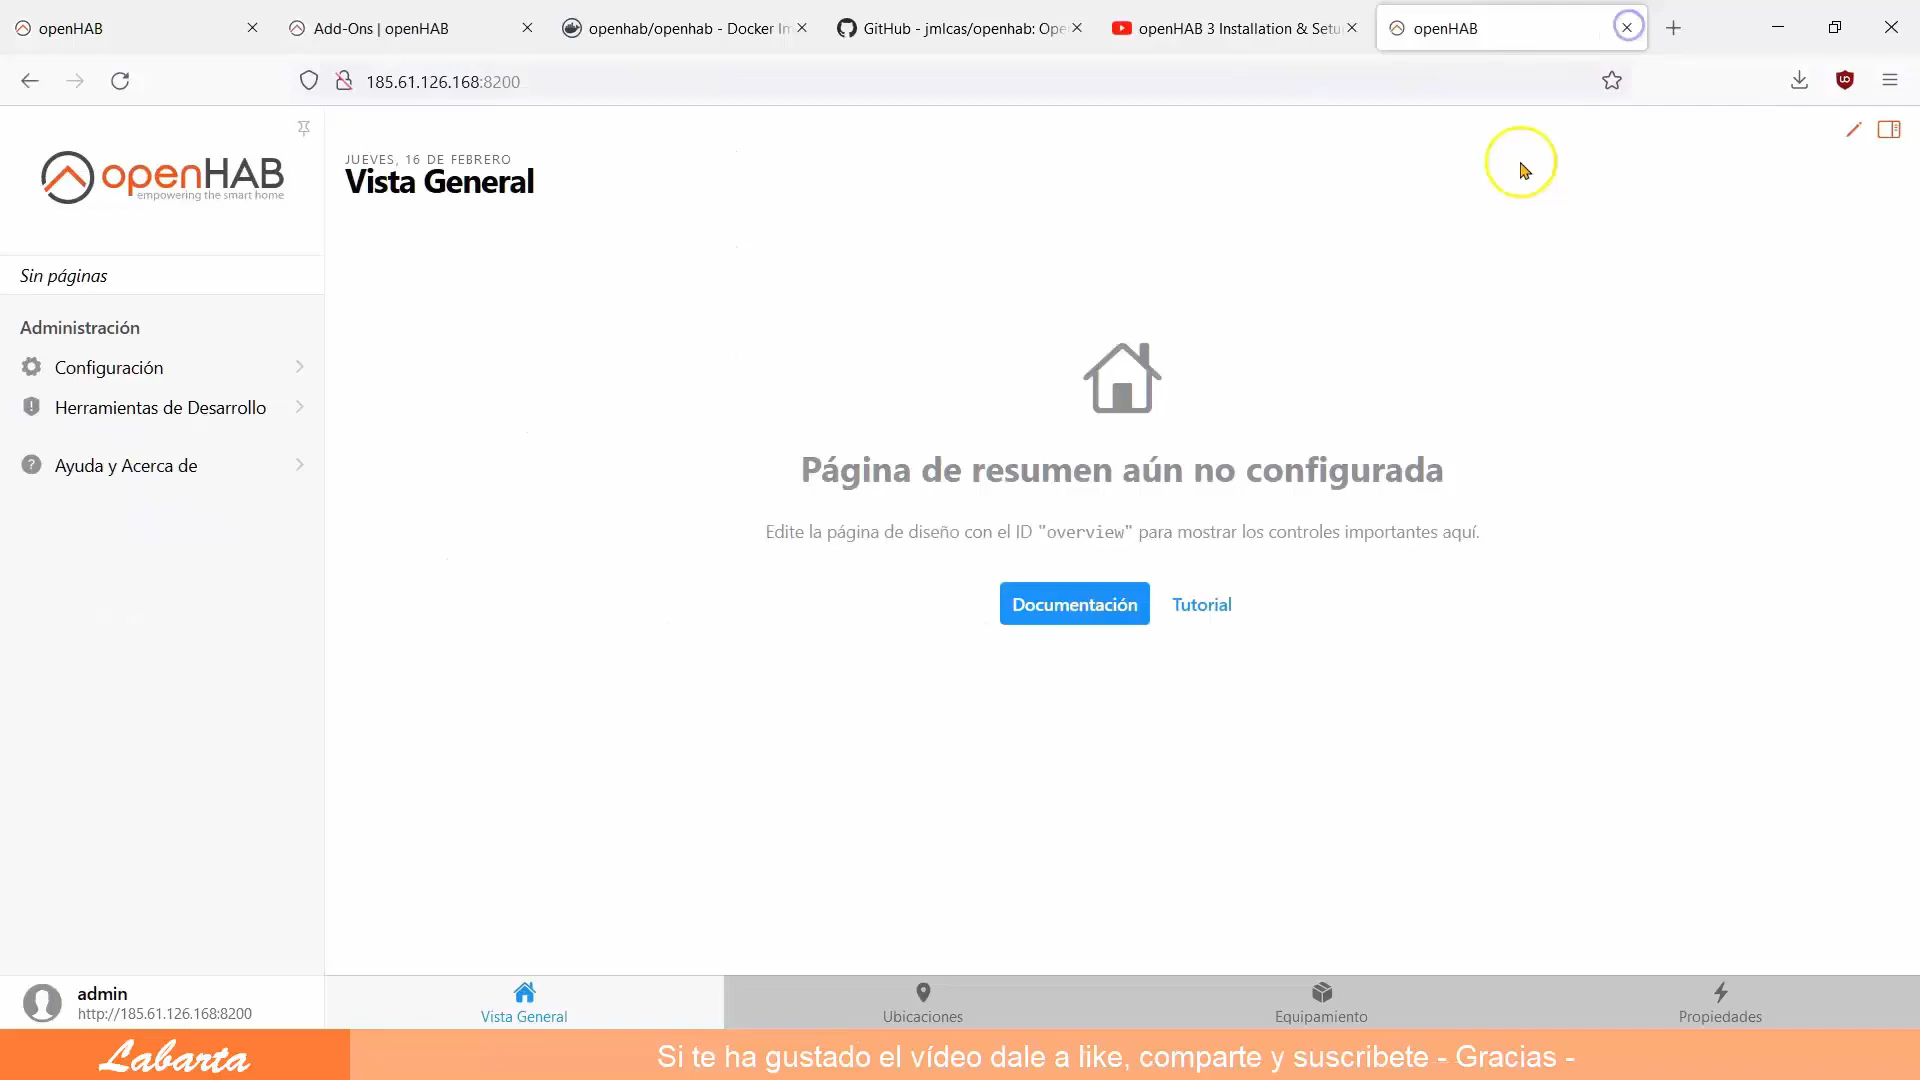 openHAB
Add-Ons | openHAB
openhab/openhab - Docker Im
GitHub - jmlcas/openhab: Ope
openHAB 3 Installation & Setu
openHAB
185.61.126.168:8200
openHAB
empowering the smart home
JUEVES, 16 DE FEBRERO
Vista General
Sin páginas
Administración
Configuración
Herramientas de Desarrollo
Ayuda y Acerca de
Página de resumen aún no configurada
Edite la página de diseño con el ID "overview" para mostrar los controles importantes aquí.
Documentación
Tutorial
admin
http://185.61.126.168:8200
Vista General
Ubicaciones
Equipamiento
Propiedades
Labarta
Si te ha gustado el vídeo dale a like, comparte y suscribete - Gracias -